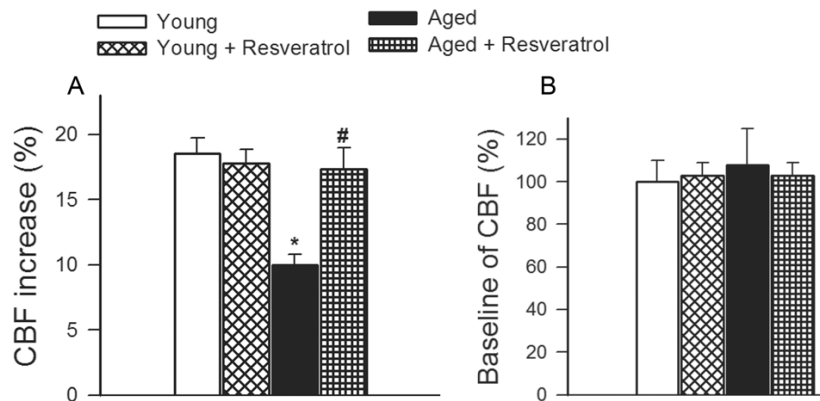 Young
Aged
Young + Resveratrol
Aged + Resveratrol
A
CBF increase (%)
20
15
10
5
0
*
#
B
Baseline of CBF (%)
120
100
80
60
40
20
0